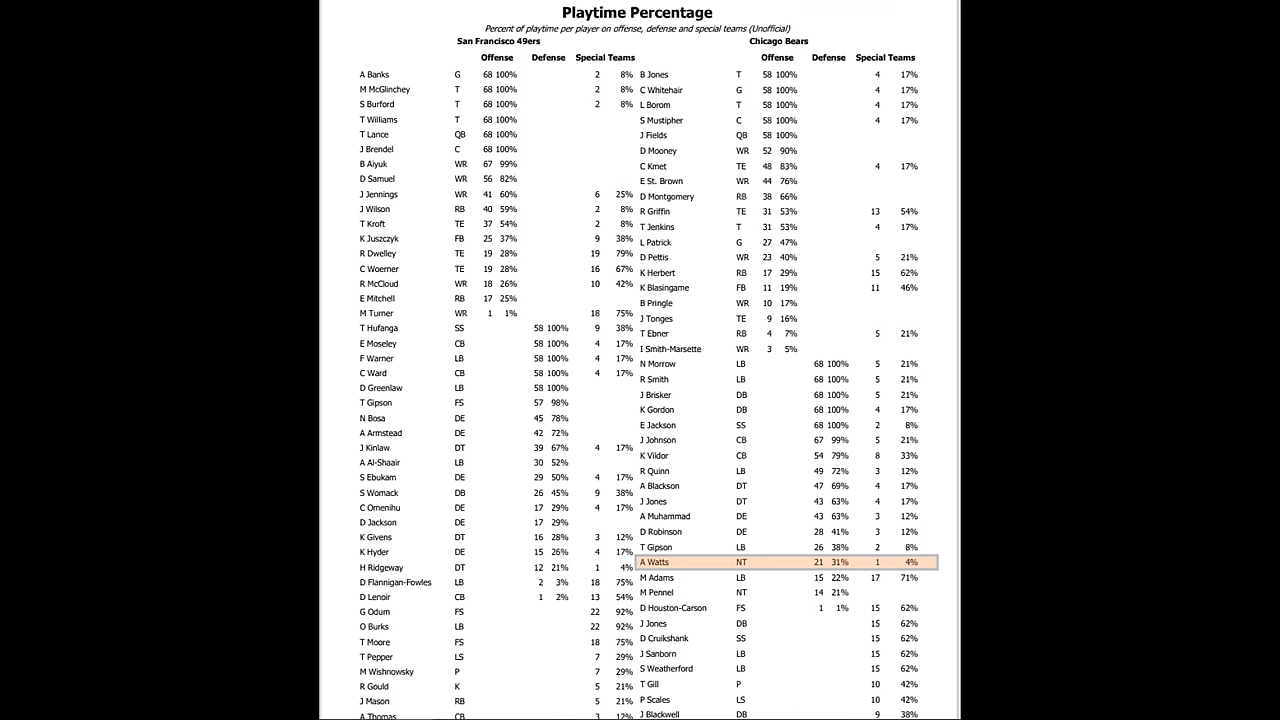 Playtime Percentage
Percent of playtime per player on offense, defense and special teams (Unofficial)
San Francisco 49ers
Offense Defense Special Teams
A Banks G 68 100% 2 8%
M McGlinchey T 68 100% 2 8%
S Burford T 68 100% 2 8%
T Williams T 68 100%
T Lance QB 68 100%
J Brendel C 68 100%
B Aiyuk WR 67 99%
D Samuel WR 56 82%
J Jennings WR 41 60% 6 25%
J Wilson RB 40 59% 2 8%
T Kroft TE 37 54% 2 8%
K Juszczyk FB 25 37% 9 38%
R Dwelley TE 19 28% 19 79%
C Woerner TE 19 28% 16 67%
R McCloud WR 18 26% 10 42%
E Mitchell RB 17 25%
M Turner WR 1 1% 18 75%
T Hufanga SS 58 100% 9 38%
E Moseley CB 58 100% 4 17%
F Warner LB 58 100% 4 17%
C Ward CB 58 100% 4 17%
D Greenlaw LB 58 100%
T Gipson FS 57 98%
N Bosa DE 45 78%
A Armstead DE 42 72%
J Kinlaw DT 39 67% 4 17%
A Al-Shaair LB 30 52%
S Ebukam DE 29 50% 4 17%
S Womack DB 26 45% 9 38%
C Omenihu DE 17 29% 4 17%
D Jackson DE 17 29%
K Givens DT 16 28% 3 12%
K Hyder DE 15 26% 4 17%
H Ridgeway DT 12 21% 1 4%
D Flannigan-Fowles LB 2 3% 18 75%
D Lenoir CB 1 2% 13 54%
G Odum FS 22 92%
O Burks LB 22 92%
T Moore FS 18 75%
T Pepper LS 7 29%
M Wishnowsky P 7 29%
R Gould K 5 21%
J Mason RB 5 21%
A Thomas CB 3 12%
Chicago Bears
Offense Defense Special Teams
B Jones T 58 100% 4 17%
C Whitehair G 58 100% 4 17%
L Borom T 58 100% 4 17%
S Mustipher C 58 100% 4 17%
J Fields QB 58 100%
D Mooney WR 52 90%
C Kmet TE 48 83% 4 17%
E St. Brown WR 44 76%
D Montgomery RB 38 66%
R Griffin TE 31 53% 13 54%
T Jenkins T 31 53% 4 17%
L Patrick G 27 47%
D Pettis WR 23 40% 5 21%
K Herbert RB 17 29% 15 62%
K Blasingame FB 11 19% 11 46%
B Pringle WR 10 17%
J Tonges TE 9 16%
T Ebner RB 4 7% 5 21%
I Smith-Marsette WR 3 5%
N Morrow LB 68 100% 5 21%
R Smith LB 68 100% 5 21%
J Brisker DB 68 100% 5 21%
K Gordon DB 68 100% 4 17%
E Jackson SS 68 100% 2 8%
J Johnson CB 67 99% 5 21%
K Vildor CB 54 79% 8 33%
R Quinn LB 49 72% 3 12%
A Blackson DT 47 69% 4 17%
J Jones DT 43 63% 4 17%
A Muhammad DE 43 63% 3 12%
D Robinson DE 28 41% 3 12%
T Gipson LB 26 38% 2 8%
A Watts NT 21 31% 1 4%
M Adams LB 15 22% 17 71%
M Pennel NT 14 21%
D Houston-Carson FS 1 1% 15 62%
J Jones DB 15 62%
D Cruikshank SS 15 62%
J Sanborn LB 15 62%
S Weatherford LB 15 62%
T Gill P 10 42%
P Scales LS 10 42%
J Blackwell DB 9 38%